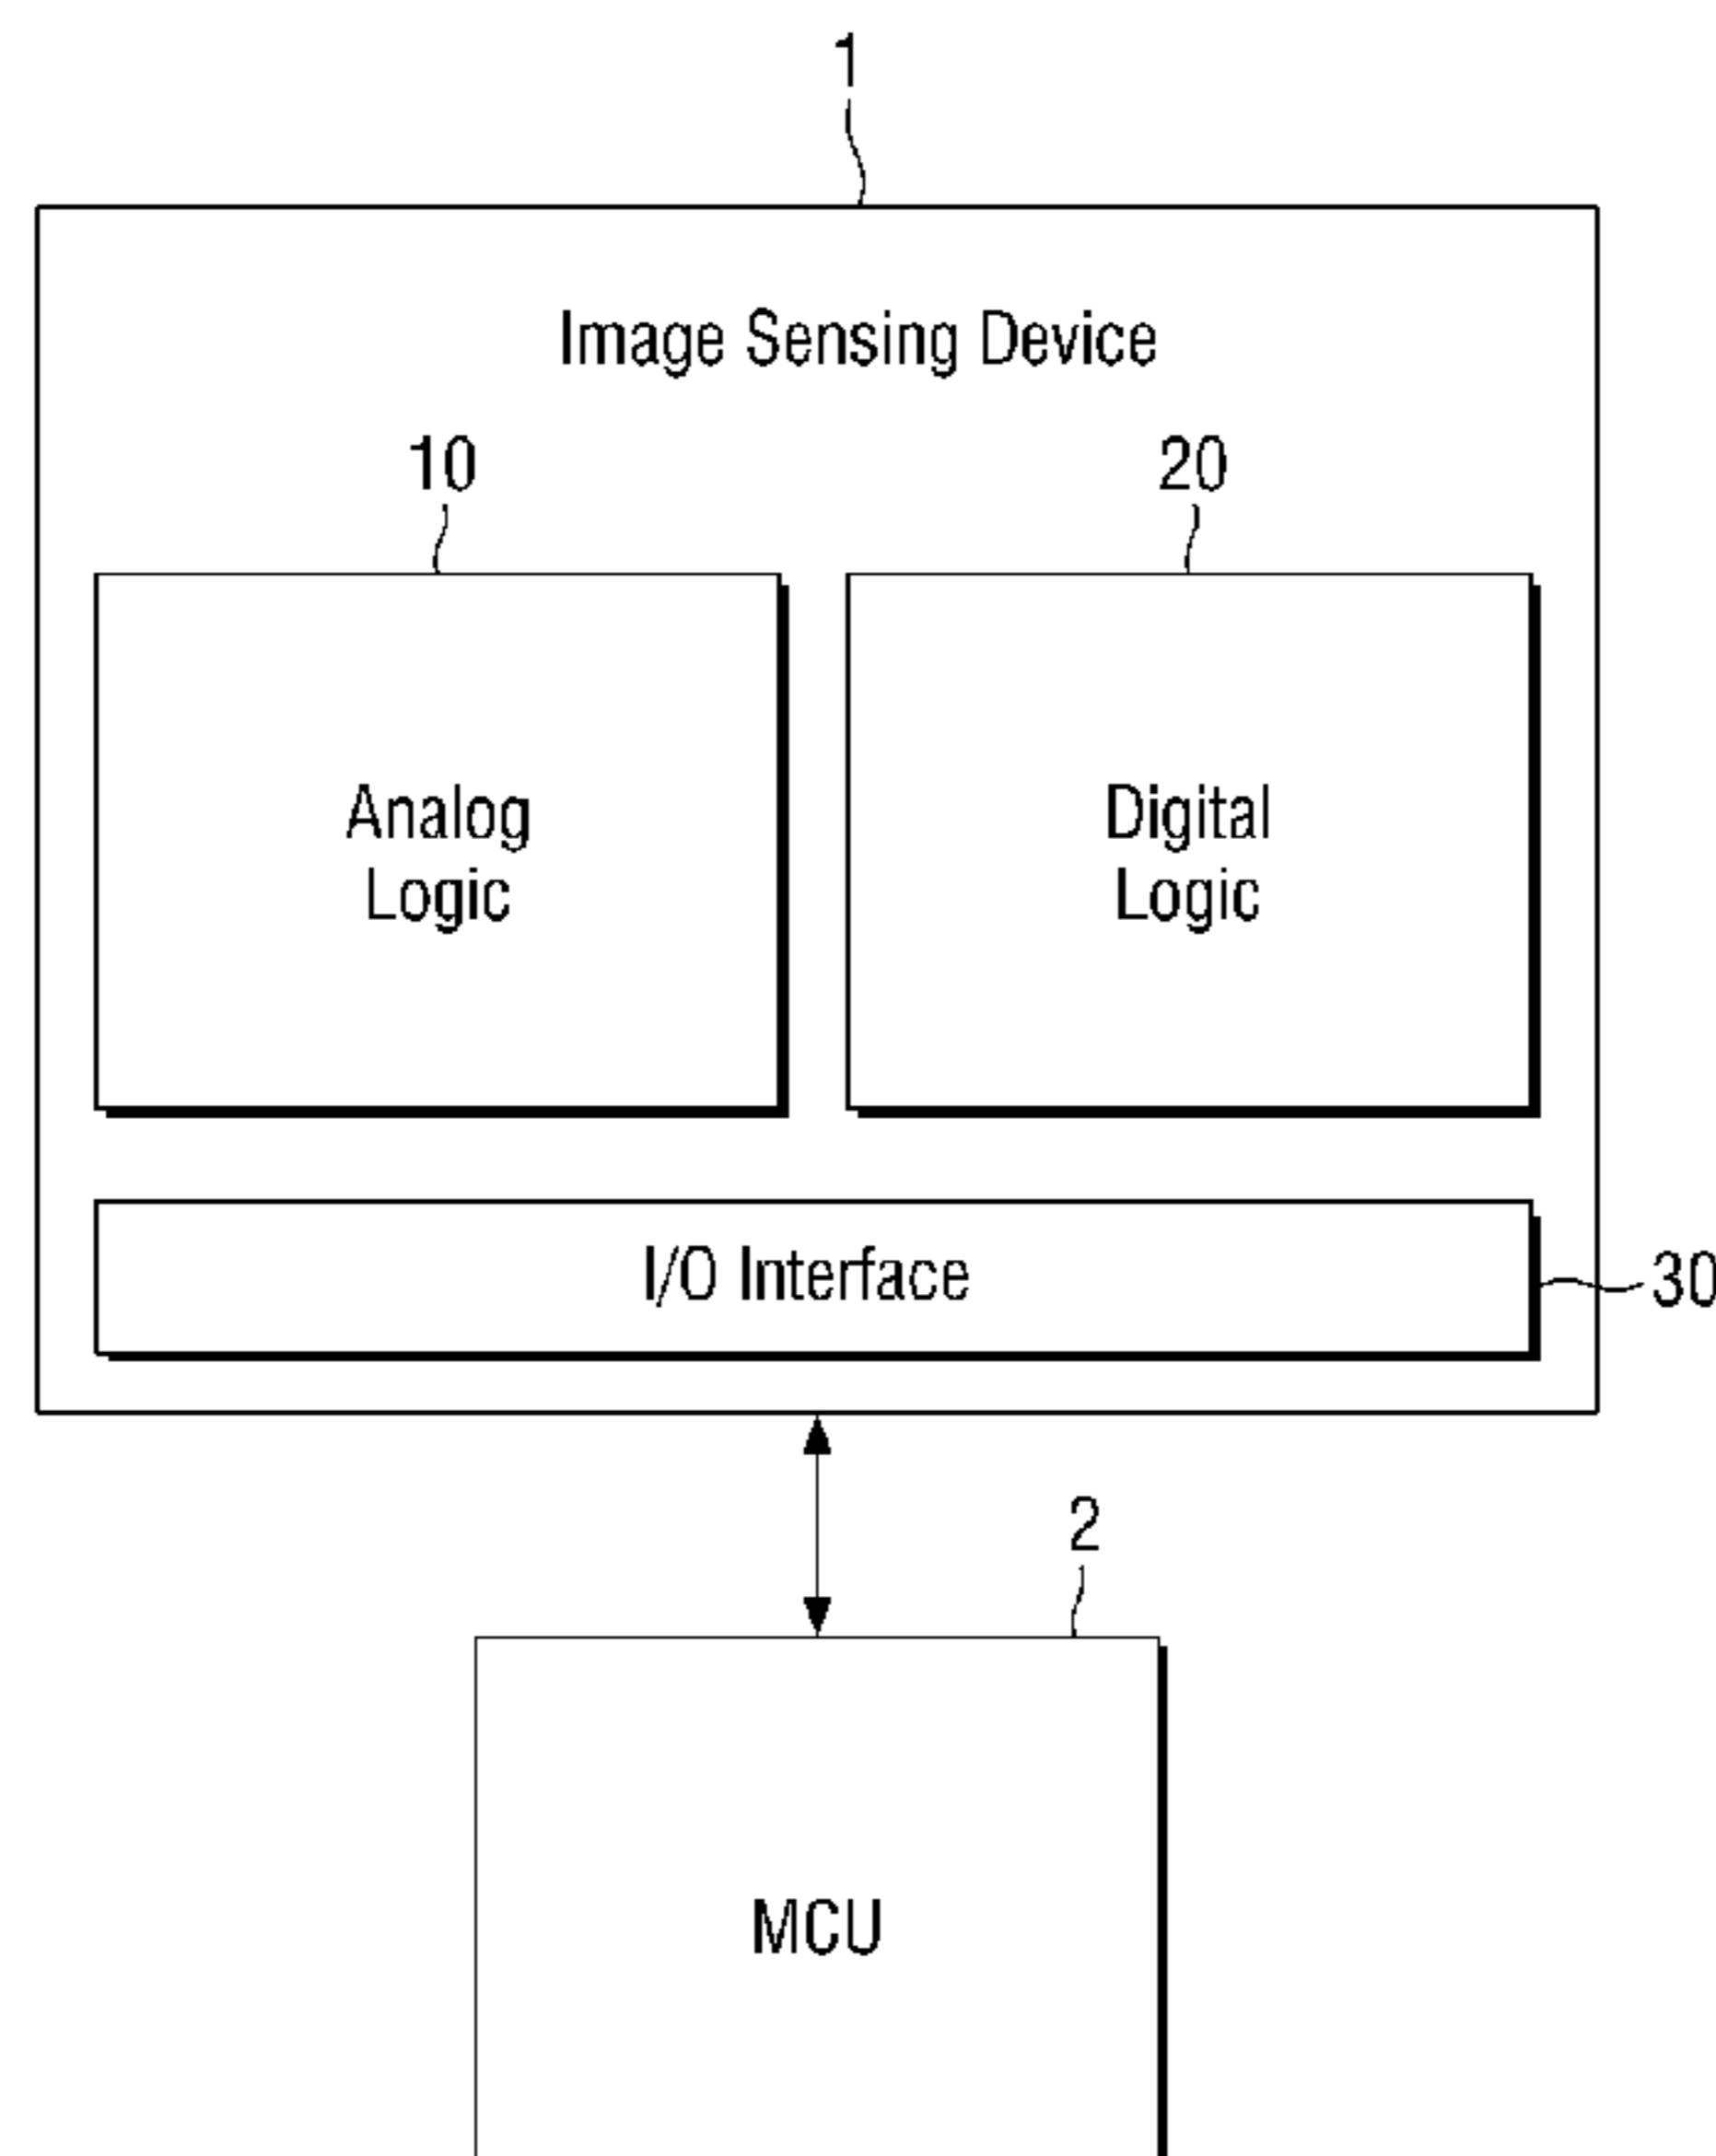 1
Image Sensing Device
10
20
Analog
Logic
Digital
Logic
I/O Interface
30
2
MCU